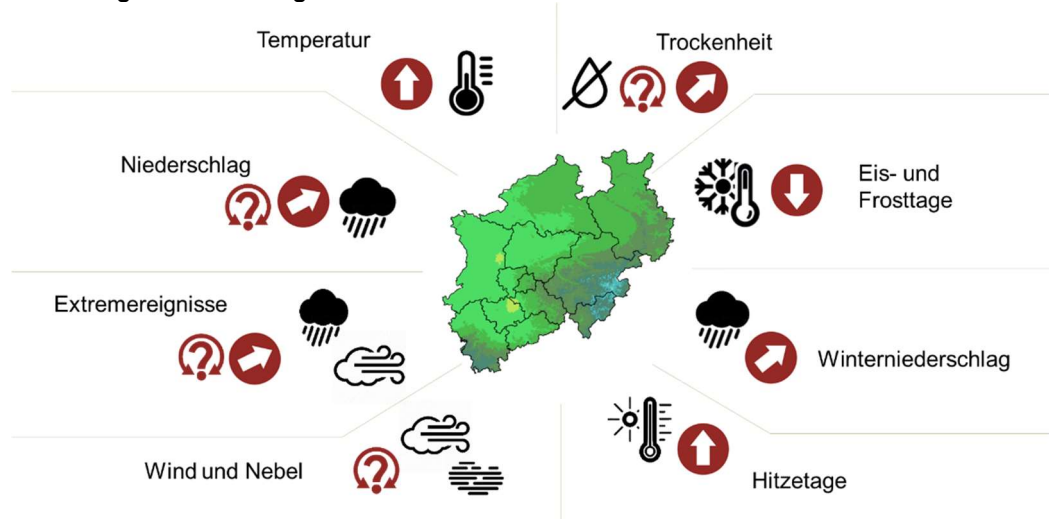 Temperatur
Trockenheit
Niederschlag
Eis- und
Frosttage
Extremereignisse
Winterniederschlag
Wind und Nebel
Hitzetage